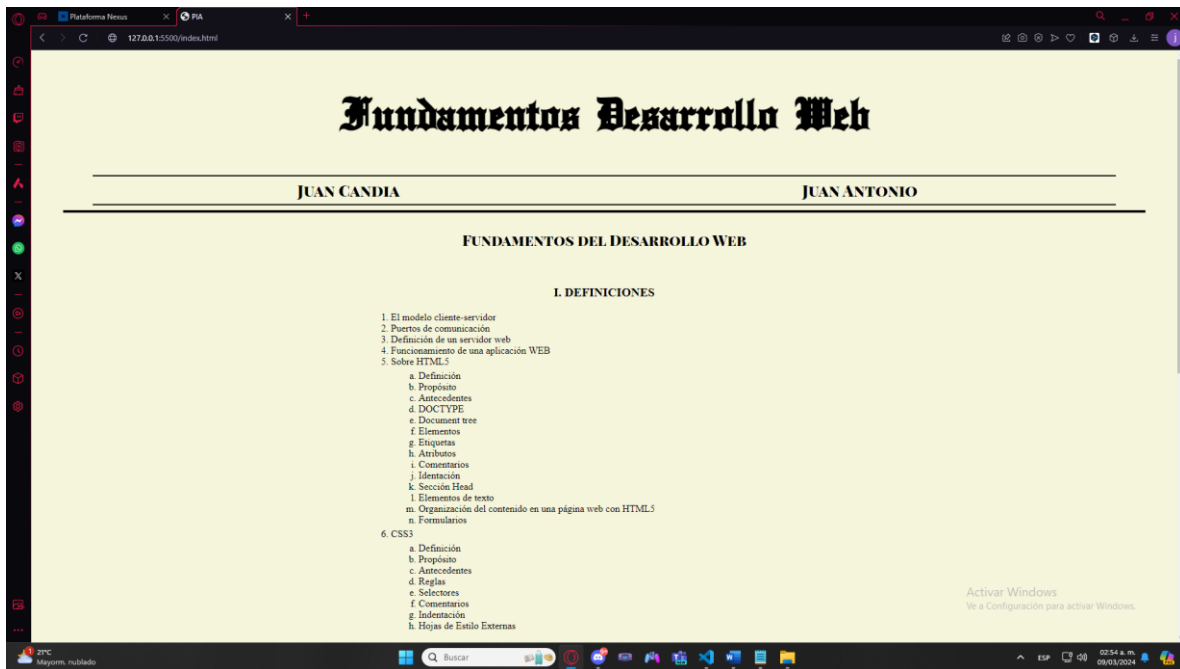 Plataforma Nexus
PIA
127.0.0.1:5500/index.html
j
Fundamentos Desarrollo Web
JUAN CANDIA JUAN ANTONIO
FUNDAMENTOS DEL DESARROLLO WEB
I. DEFINICIONES
1. El modelo cliente-servidor
2. Puertos de comunicación
3. Definición de un servidor web
4. Funcionamiento de una aplicación WEB
5. Sobre HTML5
a. Definición
b. Propósito
c. Antecedentes
d. DOCTYPE
e. Document tree
f. Elementos
g. Etiquetas
h. Atributos
i. Comentarios
j. Identación
k. Sección Head
l. Elementos de texto
m. Organización del contenido en una página web con HTML5
n. Formularios
6. CSS3
a. Definición
b. Propósito
c. Antecedentes
d. Reglas
e. Selectores
f. Comentarios
g. Indentación
h. Hojas de Estilo Externas
Activar Windows
Ve a Configuración para activar Windows.
1
21°C
Mayorm. nublado
Buscar
ESP
02:54 a. m.
09/03/2024